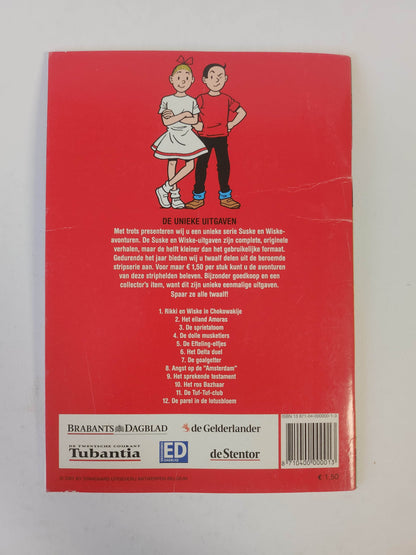 DE UNIEKE UITGAVEN
Met trots presenteren wij u een unieke serie Suske en Wiske-
avonturen. De Suske en Wiske-uitgaven zijn complete, originele
verhalen, maar de helft kleiner dan het gebruikelijke formaat.
Gedurende het jaar bieden wij u twaalf delen uit de beroemde
stripserie aan. Voor maar € 1,50 per stuk kunt u de avonturen
van deze striphelden beleven. Bijzonder goedkoop en een
collector's item, want dit zijn unieke eenmalige uitgaven.
Spaar ze alle twaalf!
1. Rikki en Wiske in Chokowakije
2. Het eiland Amoras
3. De sprietatoom
4. De dolle musketiers
5. De Efteling-elfjes
6. Het Delta duel
7. De goalgetter
8. Angst op de "Amsterdam"
9. Het sprekende testament
10. Het ros Bazhaar
11. De Tuf-Tuf-club
12. De parel in de lotusbloem
BRABANTS DAGBLAD
de Gelderlander
DE TWENTSCHE COURANT
Tubantia
ED
DAGBLAD
de Stentor
8 710400 000013
€ 1,50